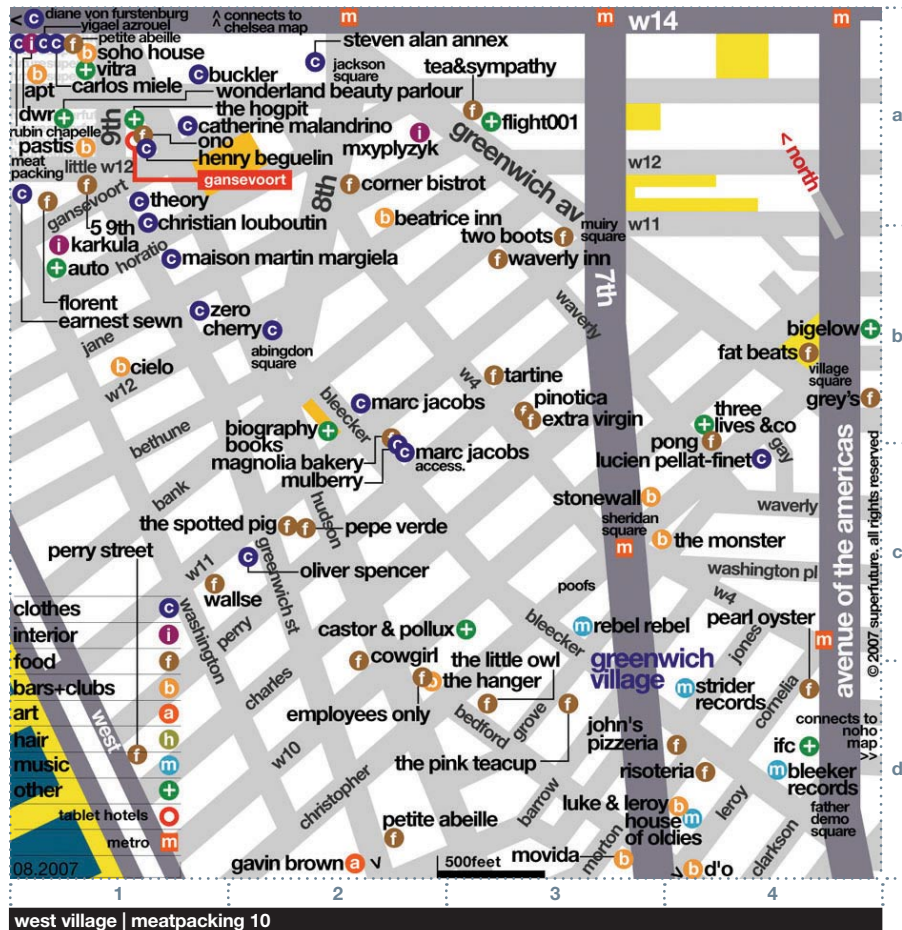 diane von furstenburg
yigael azrouel
petite abeille
soho house
vitra
carlos miele
apt
dwr
rubin chapelle
pastis
meat
packing
little w12
9th
< connects to
< chelsea map
m
m
m
w14
steven alan annex
jackson
square
tea&sympathy
buckler
wonderland beauty parlour
the hogpit
catherine malandrino
ono
henry beguelin
gansevoort
mxyplyzyk
flight001
greenwich av
8th
w12
< north
a
corner bistrot
gansevoort
theory
5 9th
christian louboutin
beatrice inn
two boots
muiry
square
w11
karkula
auto
horatio
maison martin margiela
waverly inn
7th
florent
earnest sewn
zero
cherry
waverly
bigelow
b
jane
abingdon
square
fat beats
village
square
cielo
w12
w4
tartine
grey's
bleecker
marc jacobs
pinotica
extra virgin
three
lives &co
biography
books
bethune
pong
gay
magnolia bakery
mulberry
marc jacobs
access.
lucien pellat-finet
bank
hudson
stonewall
waverly
sheridan
square
the spotted pig
pepe verde
the monster
avenue of the americas
© 2007 superfuture. all rights reserved
c
perry street
w11
greenwich st
oliver spencer
washington pl
poofs
wallse
w4
clothes c
interior i
food f
bars+clubs b
art a
hair h
music m
other +
tablet hotels
metro m
08.2007
washington
perry
castor & pollux
bleecker
rebel rebel
pearl oyster
jones
cowgirl
the little owl
the hanger
greenwich
village
charles
employees only
strider
records
cornelia
west
bedford
grove
john's
pizzeria
connects to
noho
map
ifc
d
w10
the pink teacup
risoteria
bleeker
records
christopher
barrow
luke & leroy
house
of oldies
leroy
father
demo
square
petite abeille
morton
clarkson
gavin brown
500feet
movida
d'o
1
2
3
4
west village | meatpacking 10